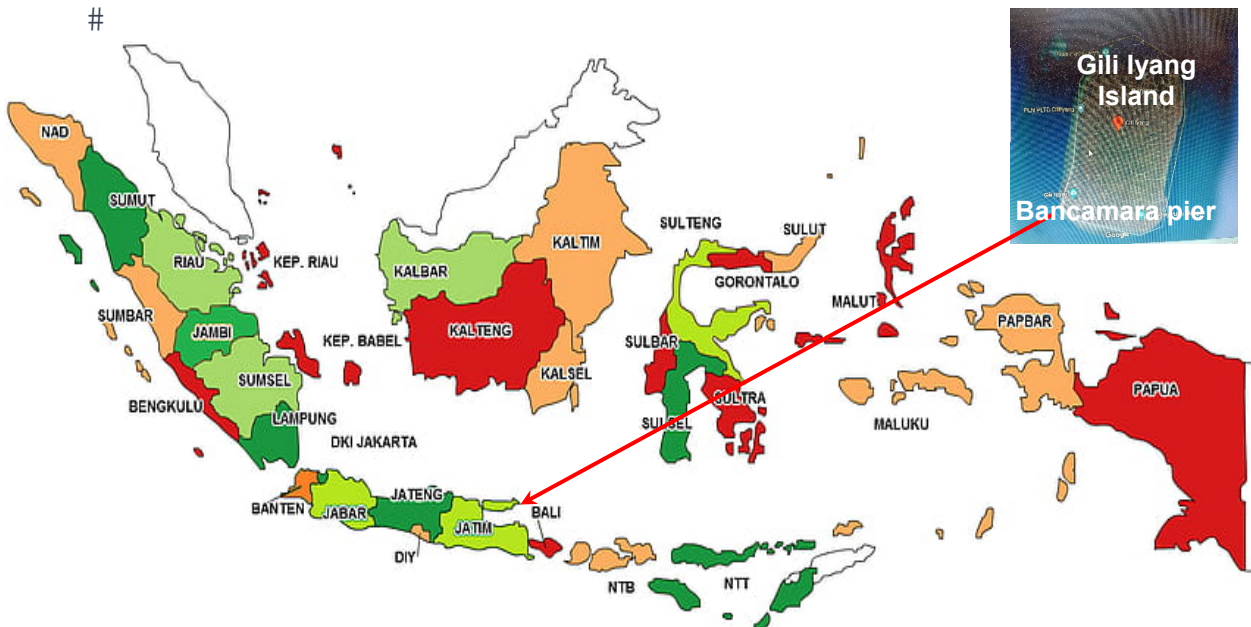 #
Gili Iyang
Island
Bancamara pier
Google
NAD
SUMUT
RIAU
KEP. RIAU
SUMBAR
JAMBI
KEP. BABEL
SUMSEL
BENGKULU
LAMPUNG
DKI JAKARTA
KALBAR
KALTIM
KALTENG
KALSEL
SULTENG
SULUT
GORONTALO
MALUT
SULBAR
SULTRA
SULSEL
PAPBAR
PAPUA
MALUKU
BANTEN
JABAR
JATENG
JATIM
BALI
DIY
NTB
NTT